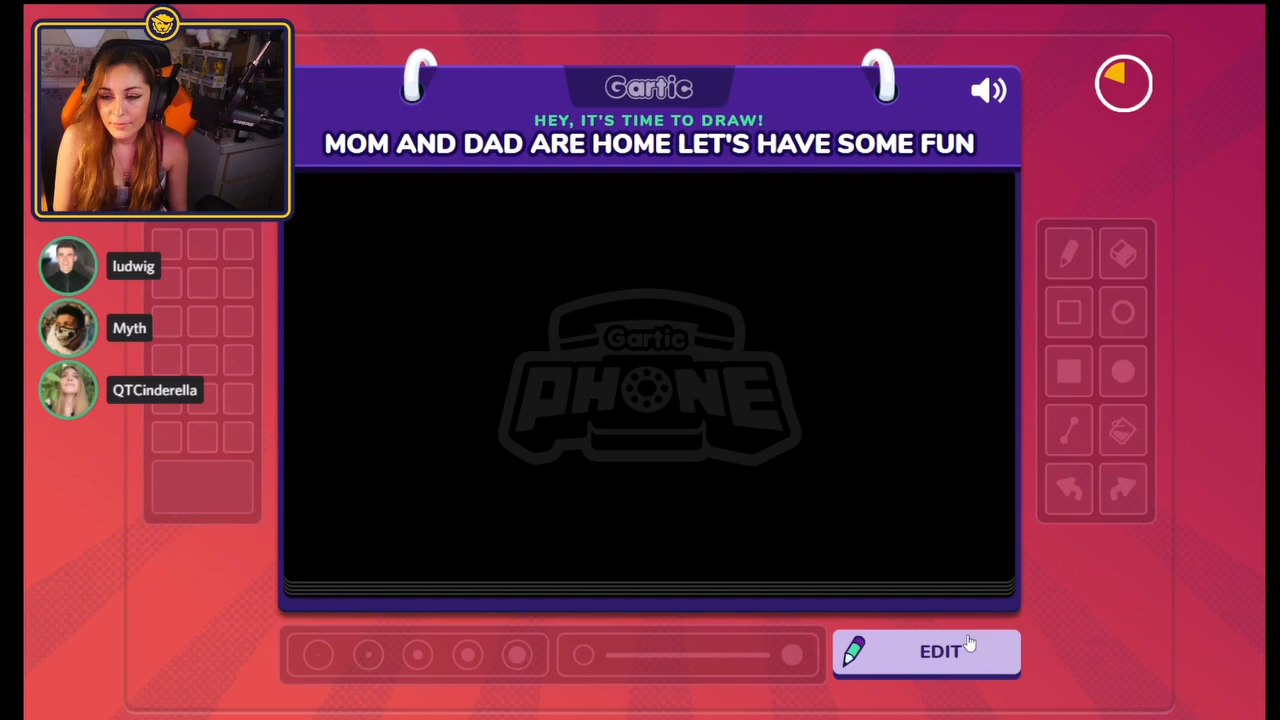 Gartic
HEY, IT'S TIME TO DRAW!
MOM AND DAD ARE HOME LET'S HAVE SOME FUN
ludwig
Myth
QTCinderella
Gartic
PHONE
EDIT